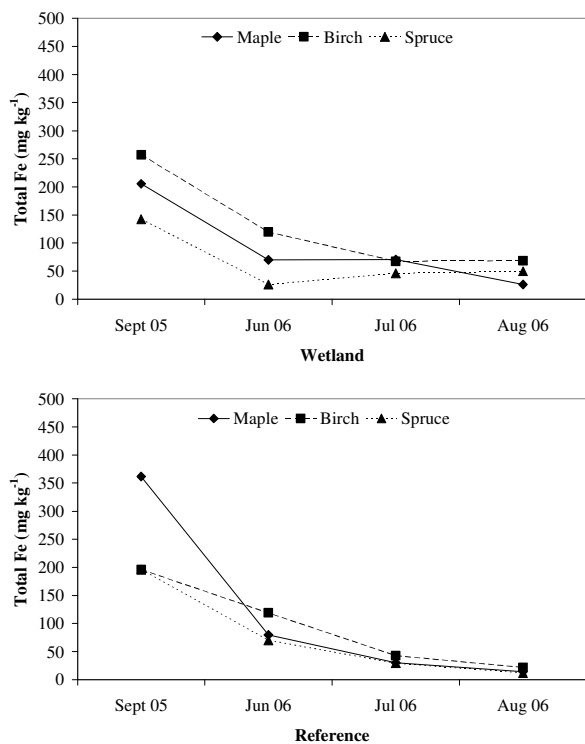 500
450
400
350
300
250
200
150
100
50
0
Total Fe (mg kg⁻¹)
Maple Birch Spruce
Sept 05 Jun 06 Jul 06 Aug 06
Wetland
500
450
400
350
300
250
200
150
100
50
0
Total Fe (mg kg⁻¹)
Maple Birch Spruce
Sept 05 Jun 06 Jul 06 Aug 06
Reference